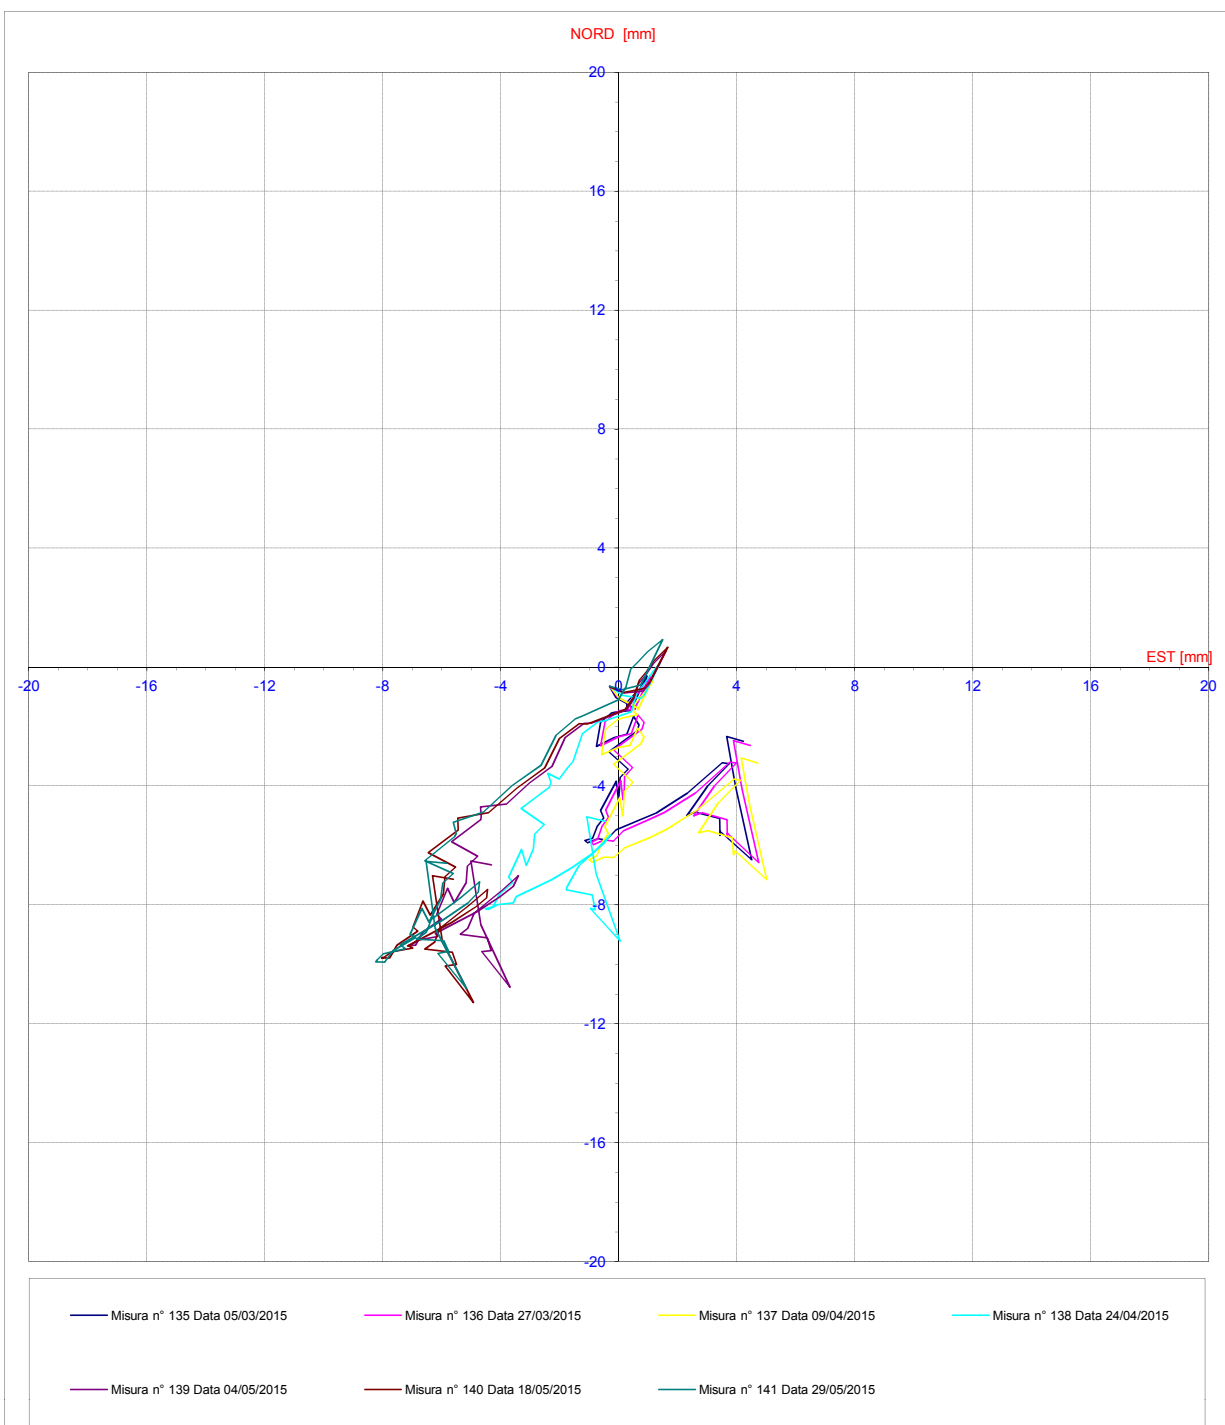 NORD [mm]
20
16
12
8
4
0
EST [mm]
-20 -16 -12 -8 -4 0 4 8 12 16 20
-4
-8
-12
-16
-20
Misura n° 135 Data 05/03/2015 Misura n° 136 Data 27/03/2015 Misura n° 137 Data 09/04/2015 Misura n° 138 Data 24/04/2015
Misura n° 139 Data 04/05/2015 Misura n° 140 Data 18/05/2015 Misura n° 141 Data 29/05/2015